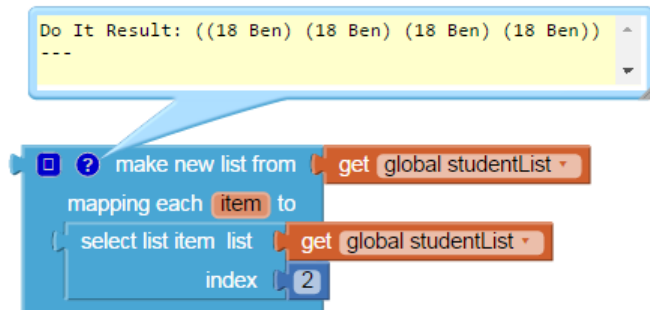 Do It Result: ((18 Ben) (18 Ben) (18 Ben) (18 Ben))
---
? make new list from get global studentList
mapping each item to
select list item list get global studentList
index 2